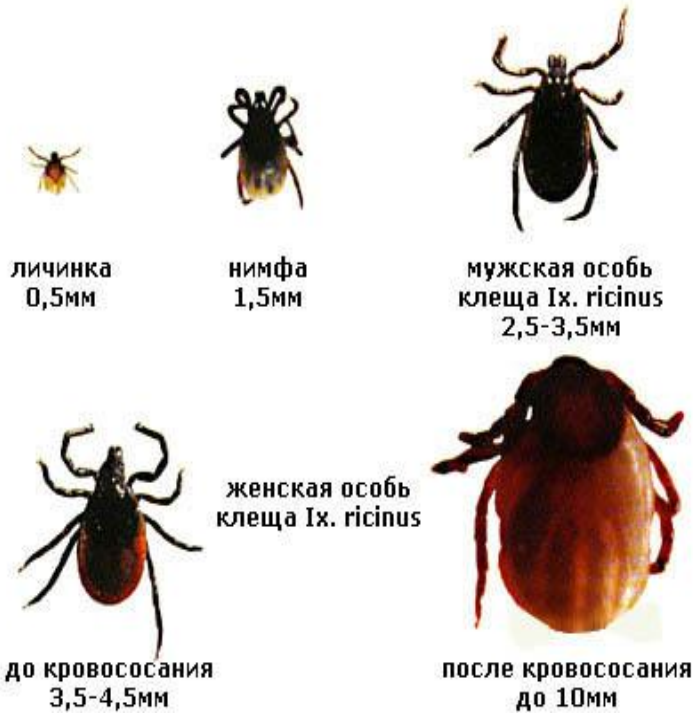 личинка
0,5мм
нимфа
1,5мм
мужская особь
клеща Ix. ricinus
2,5-3,5мм
женская особь
клеща Ix. ricinus
до кровососания
3,5-4,5мм
после кровососания
до 10мм